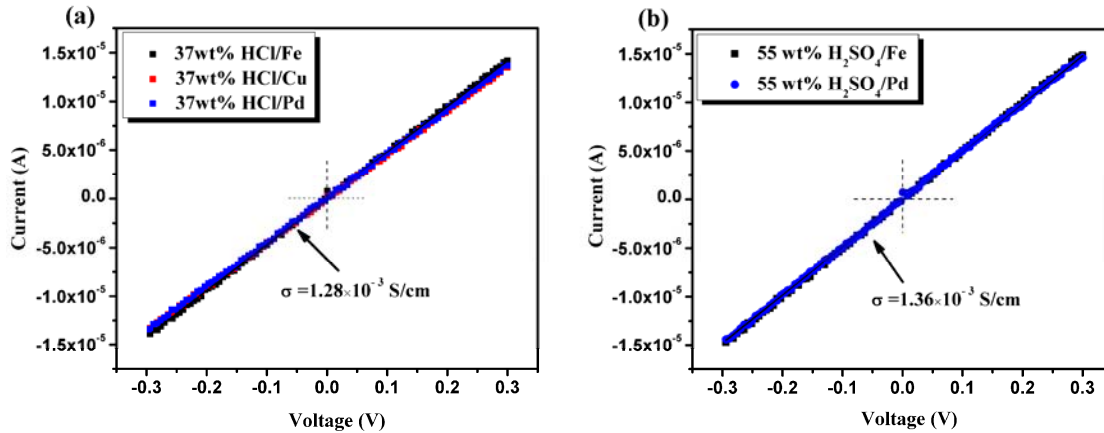 (a)
37wt% HCl/Fe
37wt% HCl/Cu
37wt% HCl/Pd
1.5x10⁻⁵
1.0x10⁻⁵
5.0x10⁻⁶
0.0
-5.0x10⁻⁶
-1.0x10⁻⁵
-1.5x10⁻⁵
Current (A)
σ =1.28×10⁻³ S/cm
-0.3 -0.2 -0.1 0.0 0.1 0.2 0.3
Voltage (V)
(b)
55 wt% H₂SO₄/Fe
55 wt% H₂SO₄/Pd
1.5x10⁻⁵
1.0x10⁻⁵
5.0x10⁻⁶
0.0
-5.0x10⁻⁶
-1.0x10⁻⁵
-1.5x10⁻⁵
Current (A)
σ =1.36×10⁻³ S/cm
-0.3 -0.2 -0.1 0.0 0.1 0.2 0.3
Voltage (V)